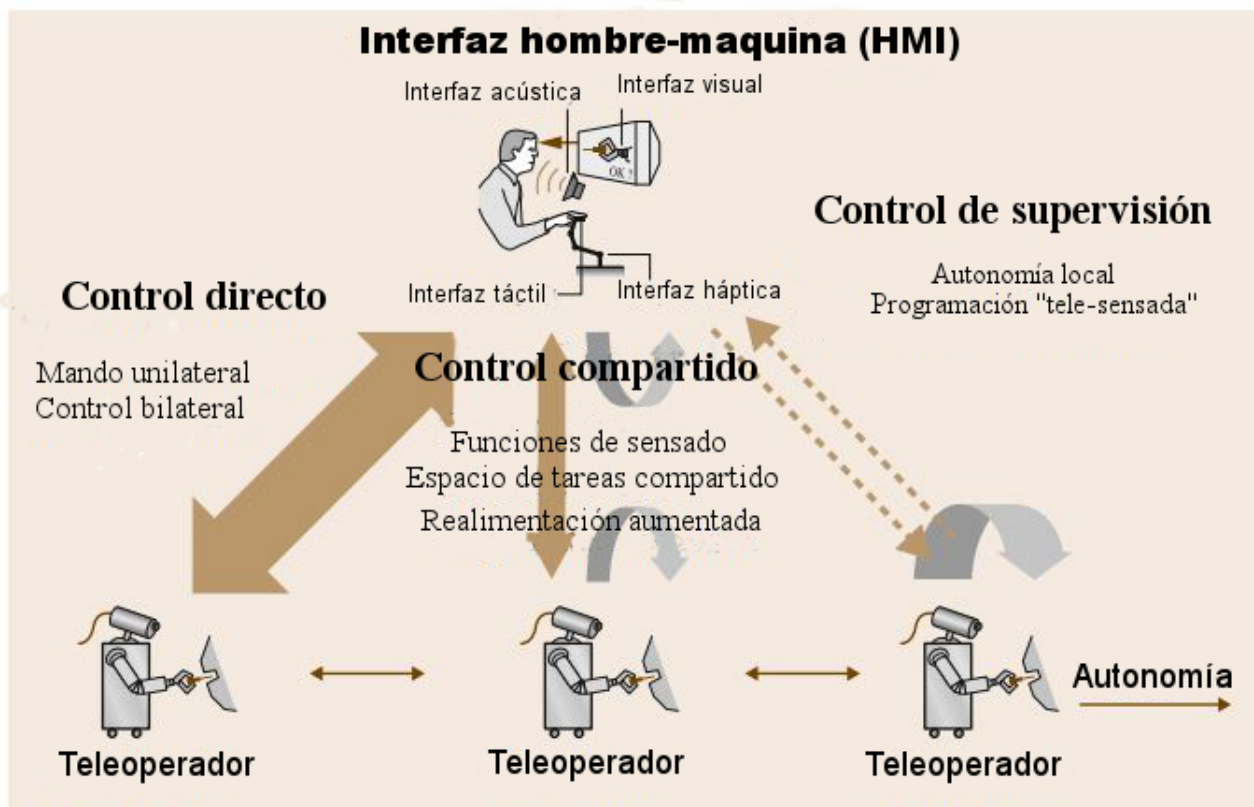 Interfaz hombre-maquina (HMI)
Interfaz acústica
Interfaz visual
OK ?
Interfaz táctil
Interfaz háptica
Control directo
Mando unilateral
Control bilateral
Control compartido
Funciones de sensado
Espacio de tareas compartido
Realimentación aumentada
Control de supervisión
Autonomía local
Programación "tele-sensada"
Teleoperador
Teleoperador
Teleoperador
Autonomía